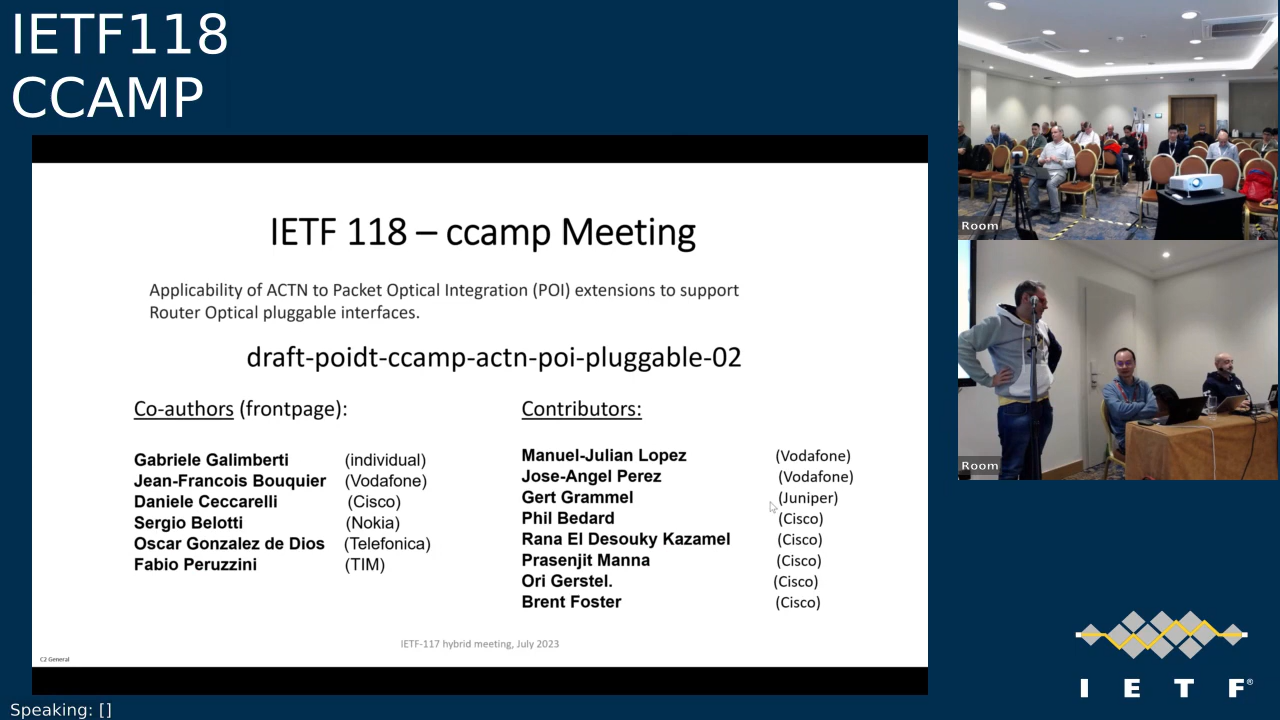 IETF118
CCAMP
IETF 118 – ccamp Meeting
Applicability of ACTN to Packet Optical Integration (POI) extensions to support
Router Optical pluggable interfaces.
draft-poidt-ccamp-actn-poi-pluggable-02
Co-authors (frontpage):
Gabriele Galimberti (individual)
Jean-Francois Bouquier (Vodafone)
Daniele Ceccarelli (Cisco)
Sergio Belotti (Nokia)
Oscar Gonzalez de Dios (Telefonica)
Fabio Peruzzini (TIM)
Contributors:
Manuel-Julian Lopez (Vodafone)
Jose-Angel Perez (Vodafone)
Gert Grammel (Juniper)
Phil Bedard (Cisco)
Rana El Desouky Kazamel (Cisco)
Prasenjit Manna (Cisco)
Ori Gerstel. (Cisco)
Brent Foster (Cisco)
IETF-117 hybrid meeting, July 2023
C2 General
Room
Room
I E T F®
Speaking: []